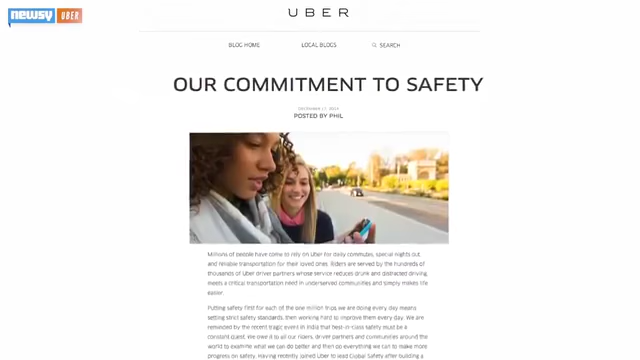 newsy UBER
UBER
BLOG HOME LOCAL BLOGS SEARCH
OUR COMMITMENT TO SAFETY
DECEMBER 17, 2014
POSTED BY PHIL
Millions of people have come to rely on Uber for daily commutes, special nights out,
and reliable transportation for their loved ones. Riders are served by the hundreds of
thousands of Uber driver partners whose service reduces drunk and distracted driving,
meets a critical transportation need in underserved communities and simply makes life
easier.
Putting safety first for each of the one million trips we are doing every day means
setting strict safety standards, then working hard to improve them every day. We are
reminded by the recent tragic event in India that best-in-class safety must be a
constant quest. We owe it to all our riders, driver partners and communities around the
world to examine what we can do better and then do everything we can to make more
progress on safety. Having recently joined Uber to lead Global Safety after building a